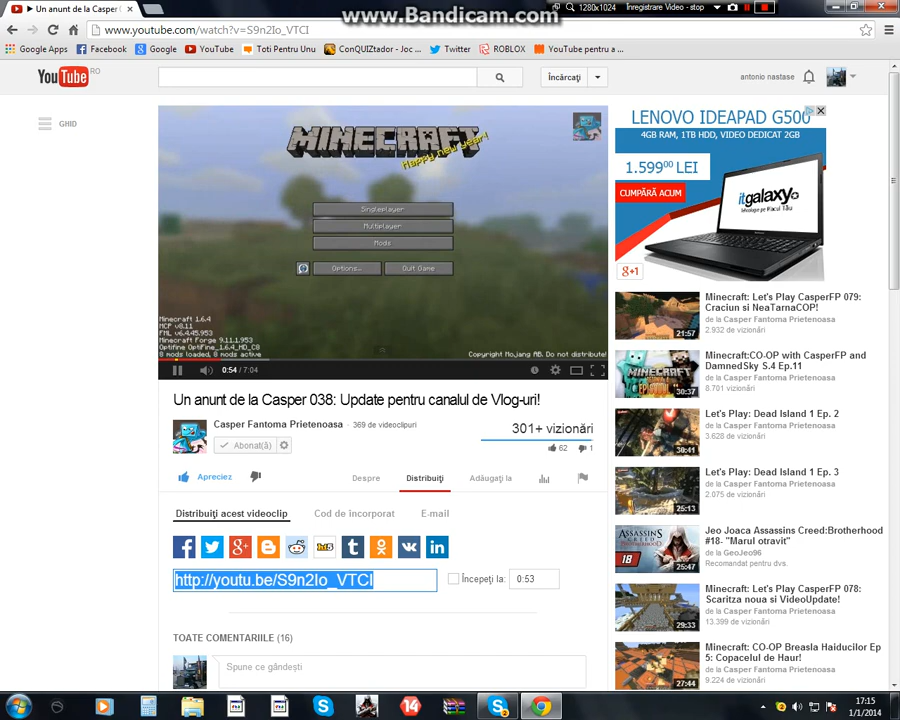 www.Bandicam.com
1280x1024 Înregistrare Video - stop
Un anunt de la Casper
www.youtube.com/watch?v=S9n2Io_VTCI
Google Apps Facebook Google YouTube Toti Pentru Unu ConQUIZtador - Joc ... Twitter ROBLOX YouTube pentru a ...
YouTube RO
Încărcați
antonio nastase
GHID
MINECRAFT
Happy new year!
Singleplayer
Multiplayer
Mods
Options...
Quit Game
Minecraft 1.6.4
MCP v8.11
FML v6.4.45.953
Minecraft Forge 9.11.1.953
Optifine OptiFine_1.6.4_HD_C8
8 mods loaded, 8 mods active
Copyright Mojang AB. Do not distribute!
0:54 / 7:04
Un anunt de la Casper 038: Update pentru canalul de Vlog-uri!
Casper Fantoma Prietenoasa · 369 de videoclipuri
Abonat(ă)
301+ vizionări
62 1
Apreciez
Despre Distribuiți Adăugați la
Distribuiți acest videoclip Cod de încorporat E-mail
http://youtu.be/S9n2Io_VTCI
Începeți la: 0:53
TOATE COMENTARIILE (16)
Spune ce gândești
LENOVO IDEAPAD G500
4GB RAM, 1TB HDD, VIDEO DEDICAT 2GB
1.599⁰⁰ LEI
CUMPĂRĂ ACUM
itgalaxy
Tehnologie pe Placul Tău
g+1
Minecraft: Let's Play CasperFP 079:
Craciun si NeaTarnaCOP!
de la Casper Fantoma Prietenoasa
2.932 de vizionări
21:57
Minecraft:CO-OP with CasperFP and
DamnedSky S.4 Ep.11
de la Casper Fantoma Prietenoasa
8.701 de vizionări
30:37
Let's Play: Dead Island 1 Ep. 2
de la Casper Fantoma Prietenoasa
3.628 de vizionări
30:41
Let's Play: Dead Island 1 Ep. 3
de la Casper Fantoma Prietenoasa
2.075 de vizionări
25:13
Jeo Joaca Assassins Creed:Brotherhood
#18- "Marul otravit"
de la GeoJeo96
Recomandat pentru dvs.
18
25:47
Minecraft: Let's Play CasperFP 078:
Scaritza noua si VideoUpdate!
de la Casper Fantoma Prietenoasa
13.399 de vizionări
29:33
Minecraft: CO-OP Breasla Haiducilor Ep
5: Copacelul de Haur!
de la Casper Fantoma Prietenoasa
9.224 de vizionări
27:44
17:15
1/1/2014